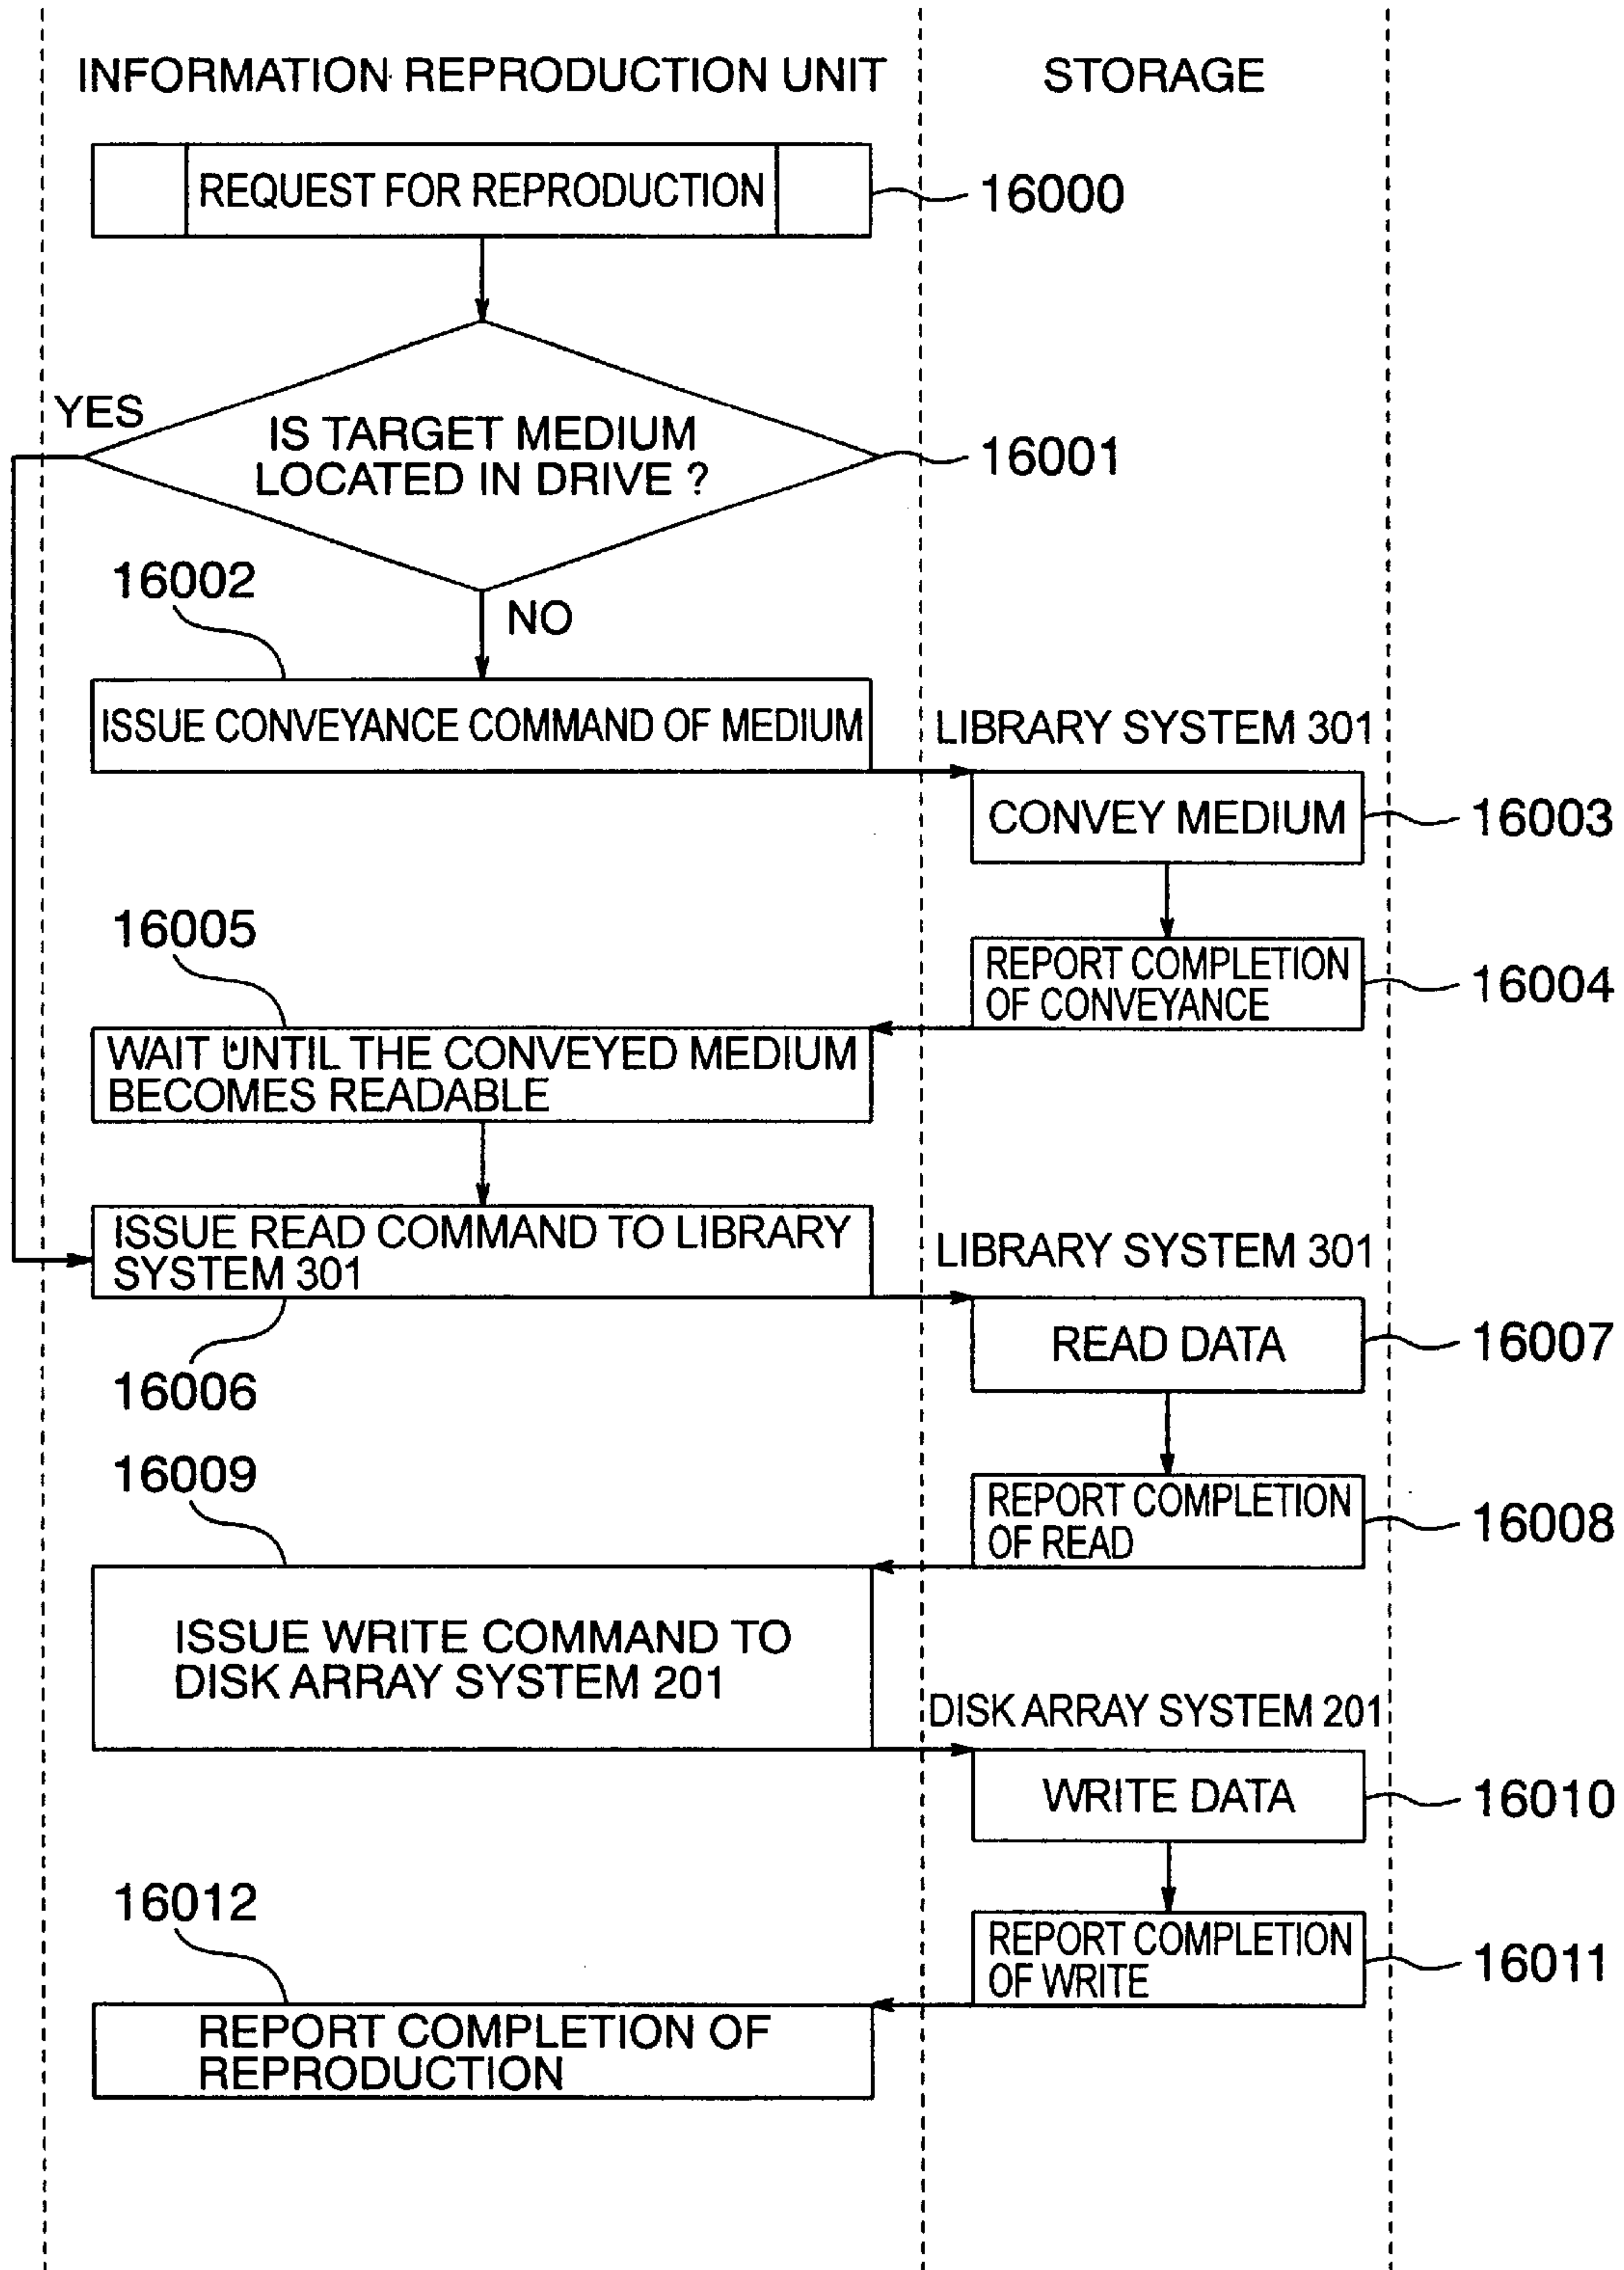 INFORMATION REPRODUCTION UNIT
STORAGE
REQUEST FOR REPRODUCTION
16000
YES
IS TARGET MEDIUM
LOCATED IN DRIVE ?
16001
16002
NO
ISSUE CONVEYANCE COMMAND OF MEDIUM
LIBRARY SYSTEM 301
CONVEY MEDIUM
16003
16005
REPORT COMPLETION
OF CONVEYANCE
16004
WAIT UNTIL THE CONVEYED MEDIUM
BECOMES READABLE
ISSUE READ COMMAND TO LIBRARY
SYSTEM 301
LIBRARY SYSTEM 301
READ DATA
16007
16006
16009
REPORT COMPLETION
OF READ
16008
ISSUE WRITE COMMAND TO
DISK ARRAY SYSTEM 201
DISK ARRAY SYSTEM 201
WRITE DATA
16010
16012
REPORT COMPLETION
OF WRITE
16011
REPORT COMPLETION OF
REPRODUCTION